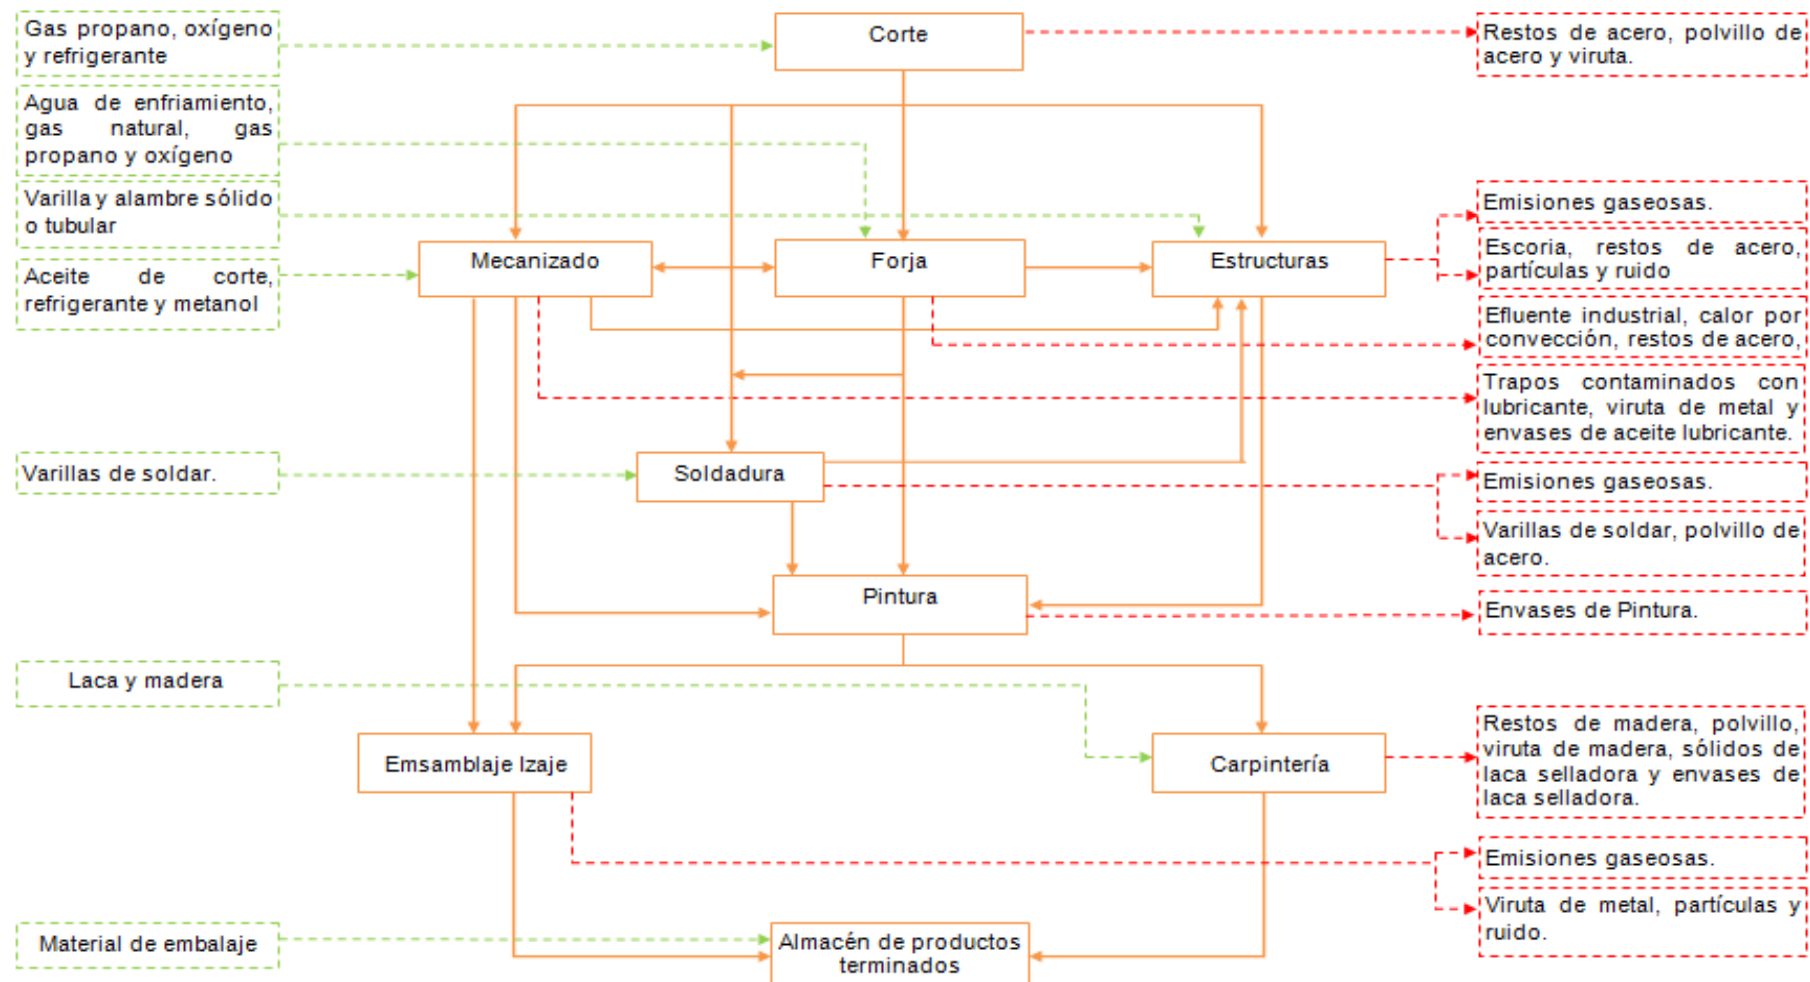 Gas propano, oxígeno
y refrigerante
Corte
Restos de acero, polvillo de
acero y viruta.
Agua de enfriamiento,
gas natural, gas
propano y oxígeno
Varilla y alambre sólido
o tubular
Emisiones gaseosas.
Aceite de corte,
refrigerante y metanol
Mecanizado
Forja
Estructuras
Escoria, restos de acero,
partículas y ruido
Efluente industrial, calor por
convección, restos de acero,
Trapos contaminados con
lubricante, viruta de metal y
envases de aceite lubricante.
Varillas de soldar.
Soldadura
Emisiones gaseosas.
Varillas de soldar, polvillo de
acero.
Pintura
Envases de Pintura.
Laca y madera
Emsamblaje Izaje
Carpintería
Restos de madera, polvillo,
viruta de madera, sólidos de
laca selladora y envases de
laca selladora.
Emisiones gaseosas.
Viruta de metal, partículas y
ruido.
Material de embalaje
Almacén de productos
terminados